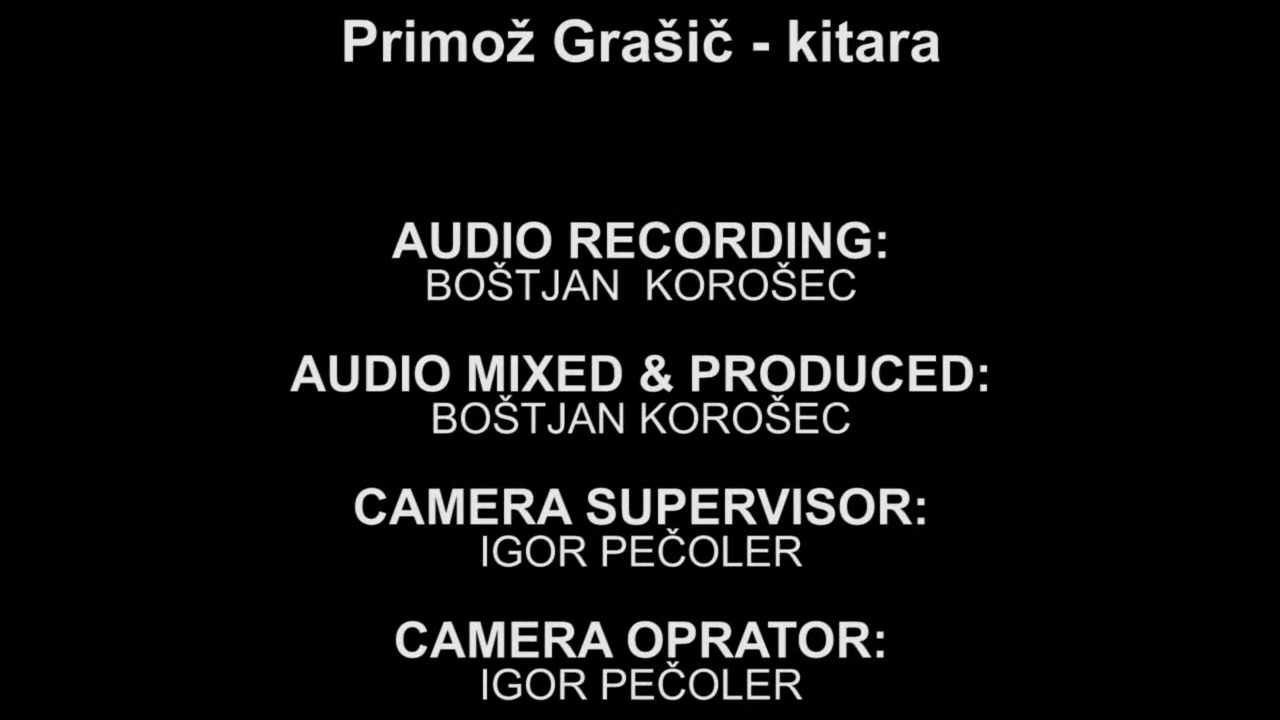 Primož Grašič - kitara
AUDIO RECORDING:
BOŠTJAN  KOROŠEC
AUDIO MIXED & PRODUCED:
BOŠTJAN KOROŠEC
CAMERA SUPERVISOR:
IGOR PEČOLER
CAMERA OPRATOR:
IGOR PEČOLER